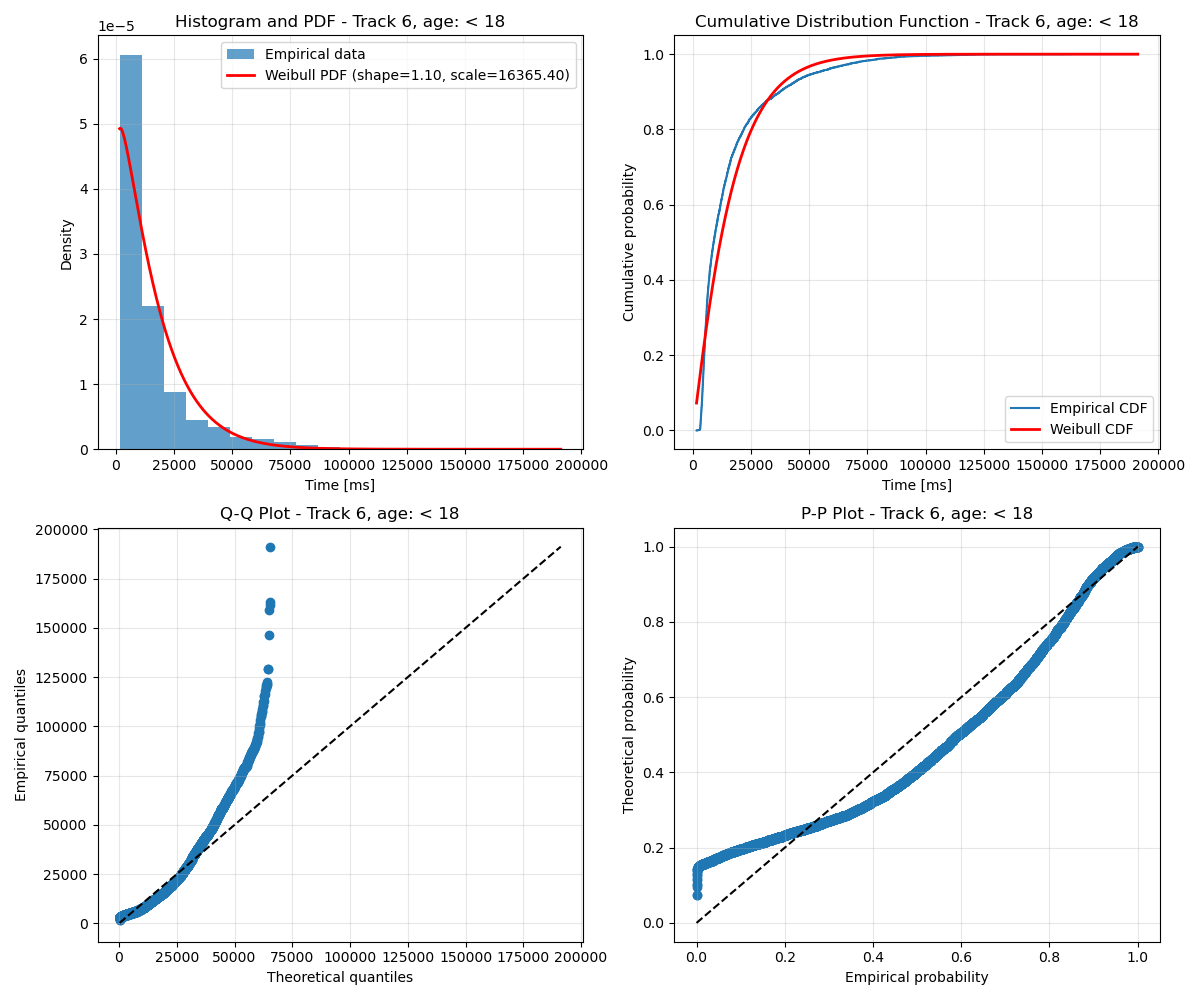 Histogram and PDF - Track 6, age: < 18
1e−5
Empirical data
Weibull PDF (shape=1.10, scale=16365.40)
6
5
4
3
2
1
0
Density
0 25000 50000 75000 100000 125000 150000 175000 200000
Time [ms]
Cumulative Distribution Function - Track 6, age: < 18
1.0
0.8
0.6
0.4
0.2
0.0
Cumulative probability
Empirical CDF
Weibull CDF
0 25000 50000 75000 100000 125000 150000 175000 200000
Time [ms]
Q-Q Plot - Track 6, age: < 18
200000
175000
150000
125000
100000
75000
50000
25000
0
Empirical quantiles
0 25000 50000 75000 100000 125000 150000 175000 200000
Theoretical quantiles
P-P Plot - Track 6, age: < 18
1.0
0.8
0.6
0.4
0.2
0.0
Theoretical probability
0.0 0.2 0.4 0.6 0.8 1.0
Empirical probability